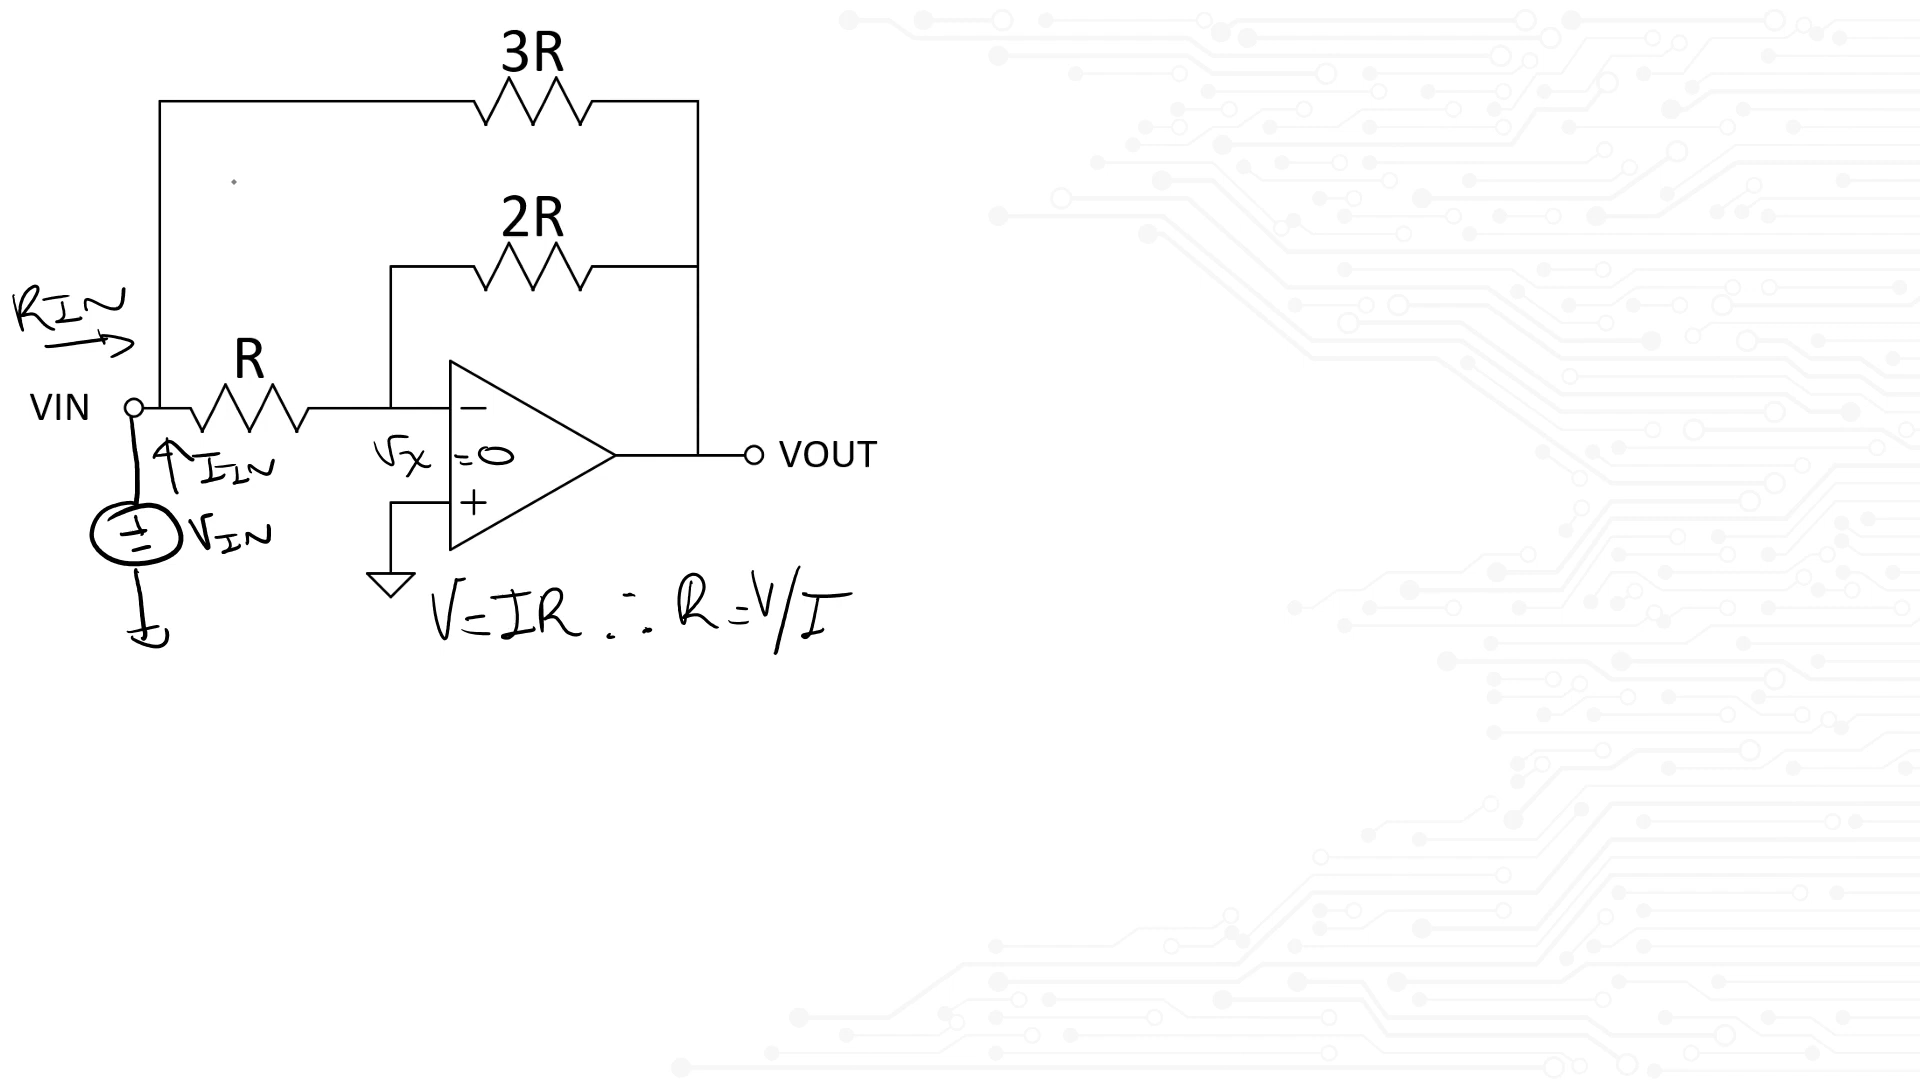 3R
2R
RIN
R
VIN
Vx = 0
IIN
VOUT
VIN
V=IR ∴ R=V/I